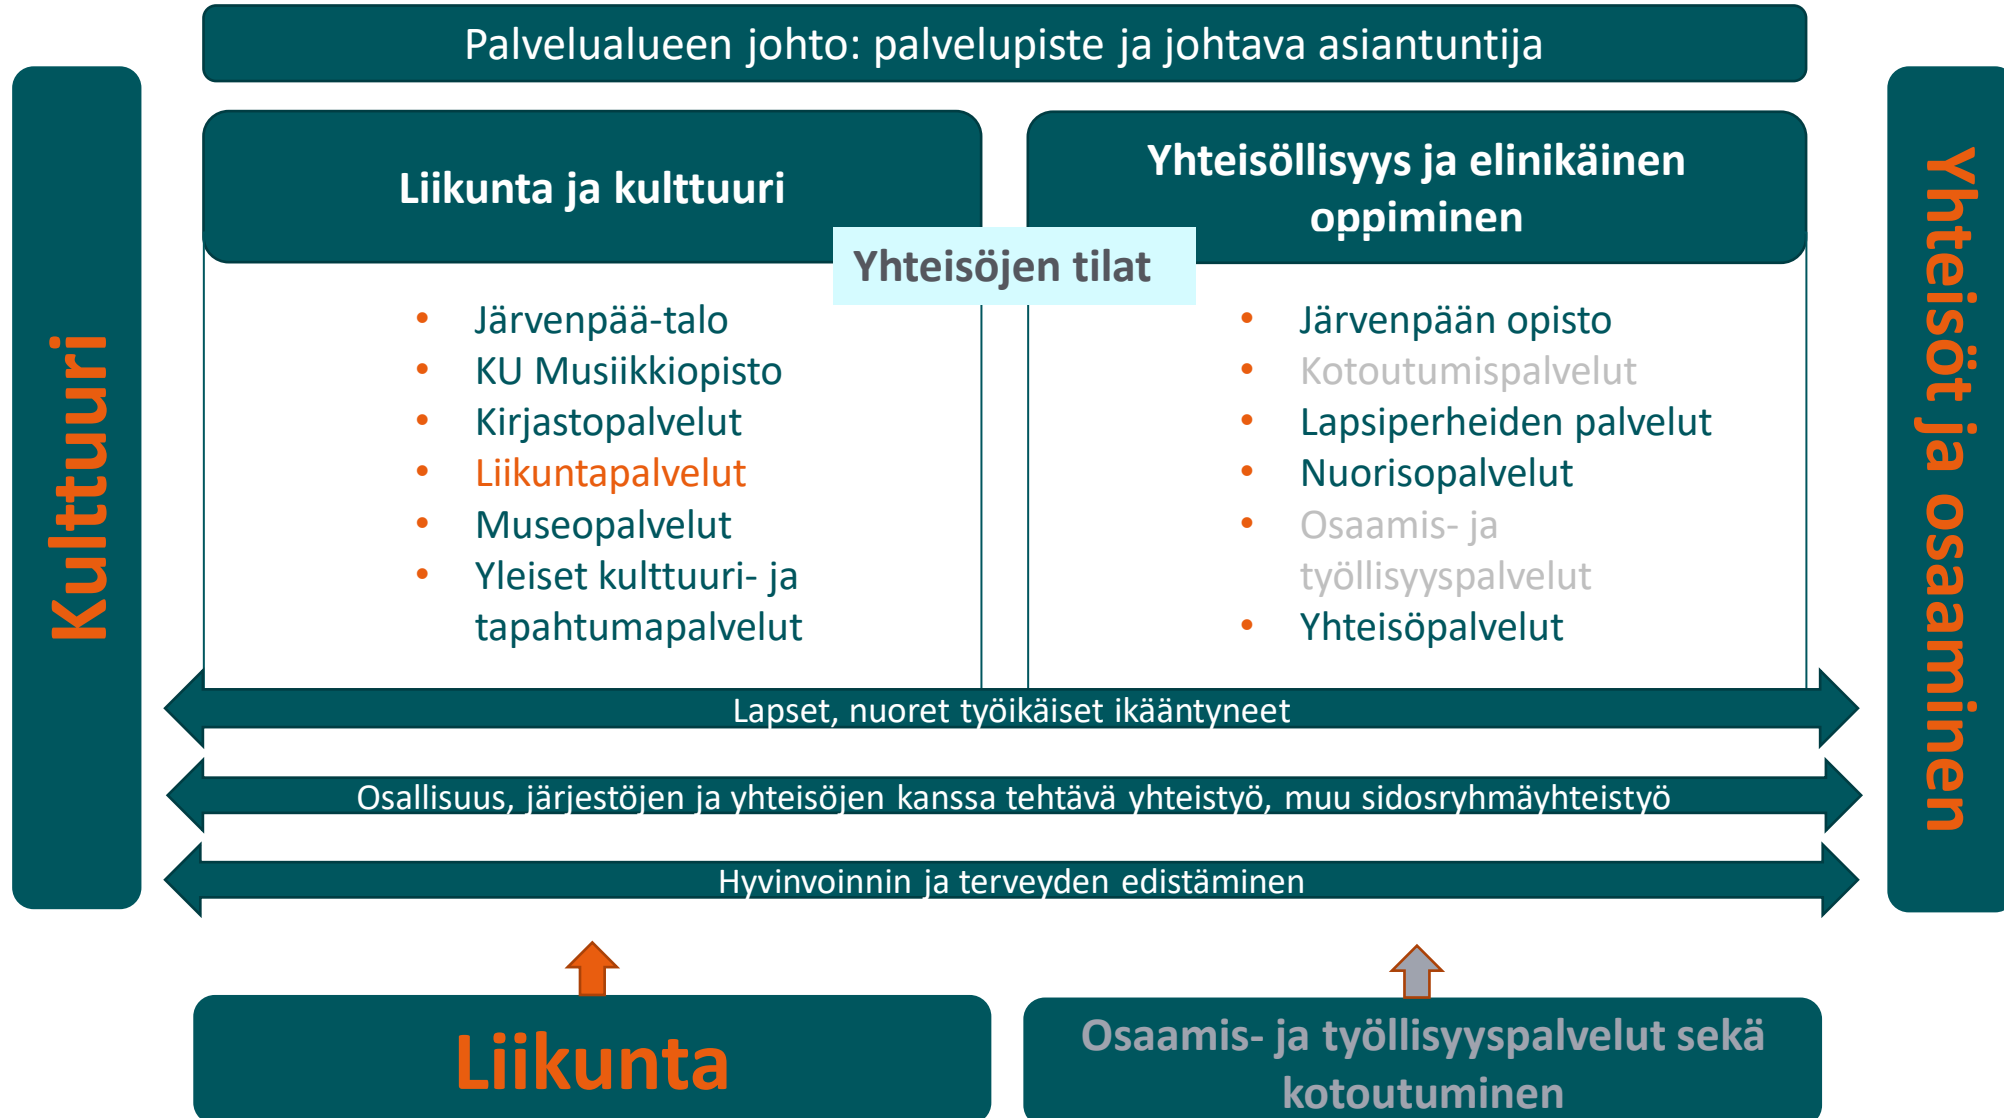 Palvelualueen johto: palvelupiste ja johtava asiantuntija
Kulttuuri
Liikunta ja kulttuuri
Yhteisöllisyys ja elinikäinen
oppiminen
Yhteisöjen tilat
Järvenpää-talo
KU Musiikkiopisto
Kirjastopalvelut
Liikuntapalvelut
Museopalvelut
Yleiset kulttuuri- ja
tapahtumapalvelut
Järvenpään opisto
Kotoutumispalvelut
Lapsiperheiden palvelut
Nuorisopalvelut
Osaamis- ja
työllisyyspalvelut
Yhteisöpalvelut
Yhteisöt ja osaaminen
Lapset, nuoret työikäiset ikääntyneet
Osallisuus, järjestöjen ja yhteisöjen kanssa tehtävä yhteistyö, muu sidosryhmäyhteistyö
Hyvinvoinnin ja terveyden edistäminen
Liikunta
Osaamis- ja työllisyyspalvelut sekä
kotoutuminen